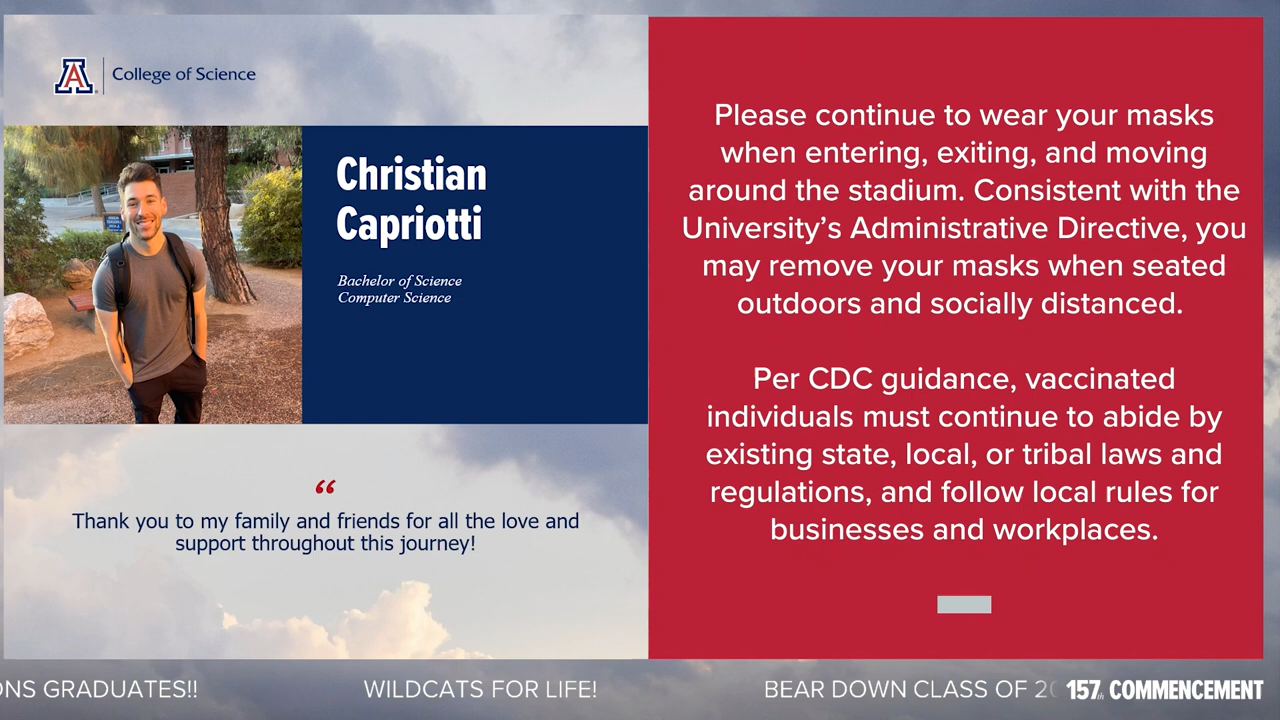 A
College of Science
Christian
Capriotti
Bachelor of Science
Computer Science
“
Thank you to my family and friends for all the love and
support throughout this journey!
Please continue to wear your masks
when entering, exiting, and moving
around the stadium. Consistent with the
University’s Administrative Directive, you
may remove your masks when seated
outdoors and socially distanced.
Per CDC guidance, vaccinated
individuals must continue to abide by
existing state, local, or tribal laws and
regulations, and follow local rules for
businesses and workplaces.
ONS GRADUATES!!
WILDCATS FOR LIFE!
BEAR DOWN CLASS OF 20
157th COMMENCEMENT